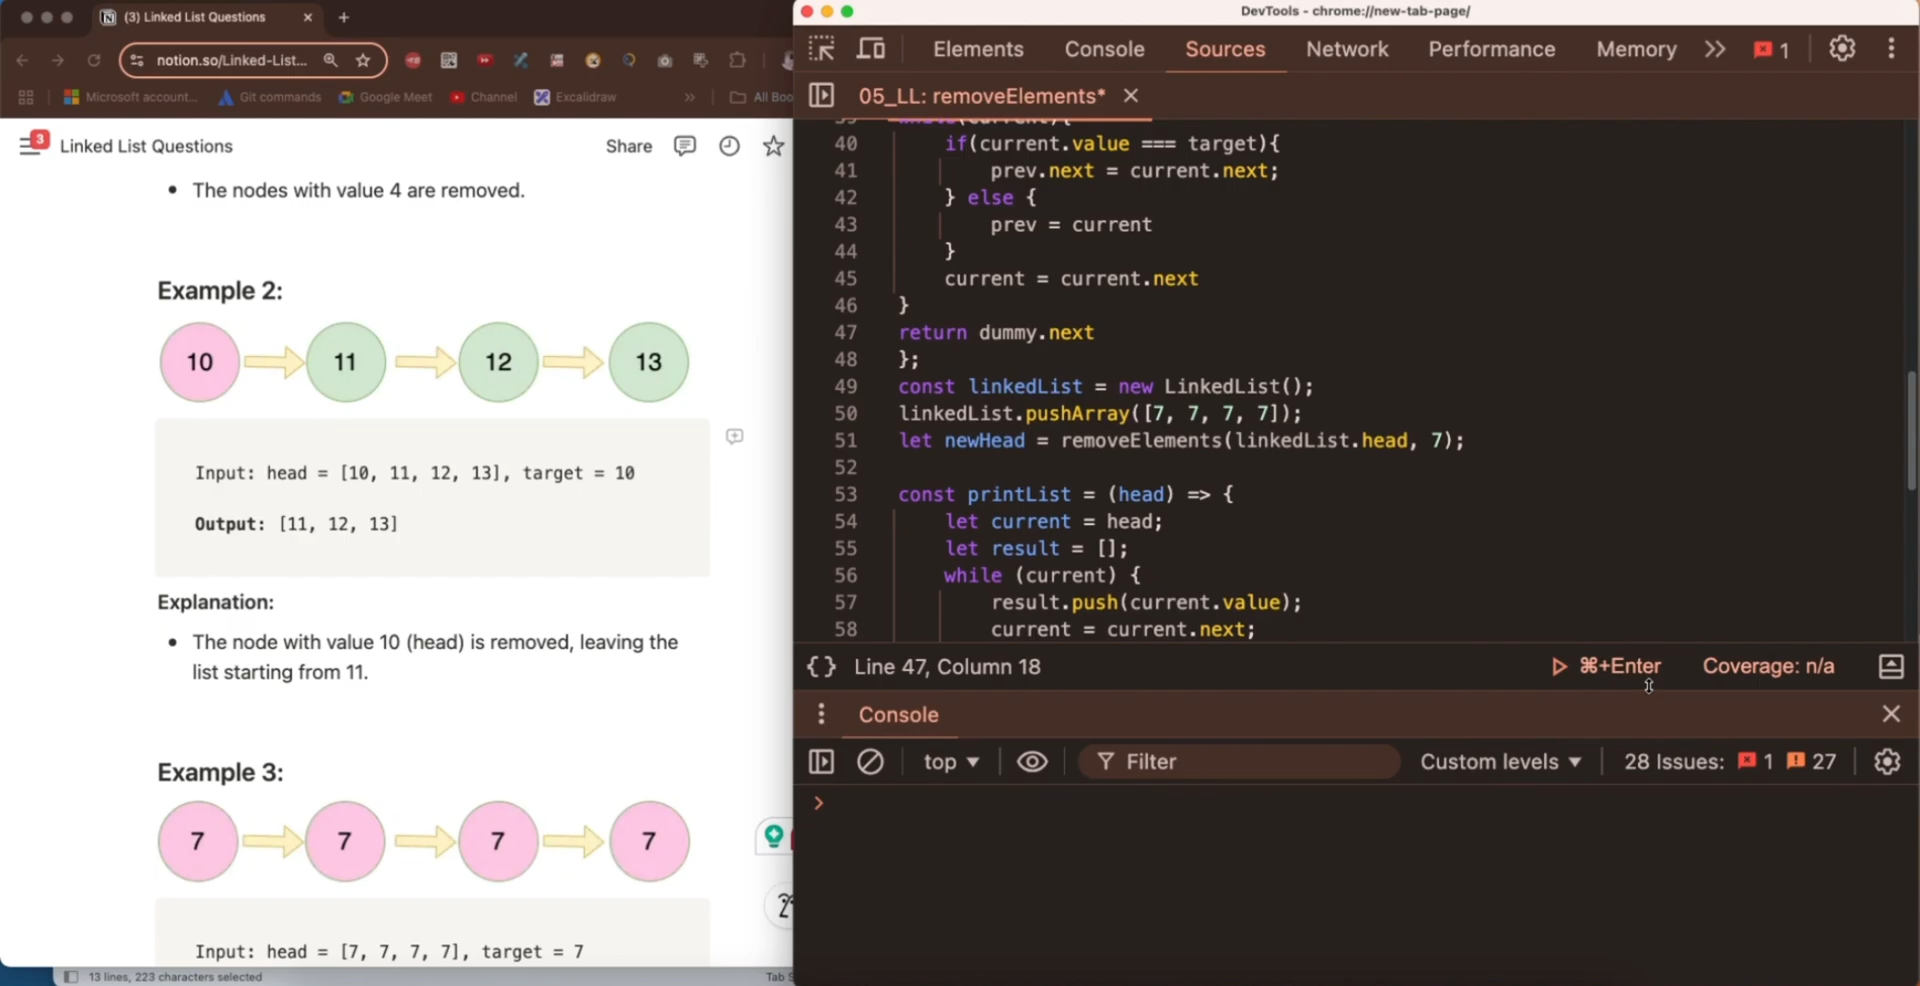 (3) Linked List Questions
notion.so/Linked-List...
Microsoft account...
Git commands
Google Meet
Channel
Excalidraw
»
All Boo
3
Linked List Questions
Share
The nodes with value 4 are removed.
Example 2:
10
11
12
13
Input: head = [10, 11, 12, 13], target = 10
Output: [11, 12, 13]
Explanation:
The node with value 10 (head) is removed, leaving the
list starting from 11.
Example 3:
7
7
7
7
Input: head = [7, 7, 7, 7], target = 7
13 lines, 223 characters selected
Tab S
DevTools - chrome://new-tab-page/
Elements
Console
Sources
Network
Performance
Memory
1
05_LL: removeElements*
39 while(current){
40 if(current.value === target){
41 prev.next = current.next;
42 } else {
43 prev = current
44 }
45 current = current.next
46 }
47 return dummy.next
48 };
49 const linkedList = new LinkedList();
50 linkedList.pushArray([7, 7, 7, 7]);
51 let newHead = removeElements(linkedList.head, 7);
52
53 const printList = (head) => {
54 let current = head;
55 let result = [];
56 while (current) {
57 result.push(current.value);
58 current = current.next;
{} Line 47, Column 18
⌘+Enter
Coverage: n/a
Console
top
Filter
Custom levels
28 Issues: 1 27